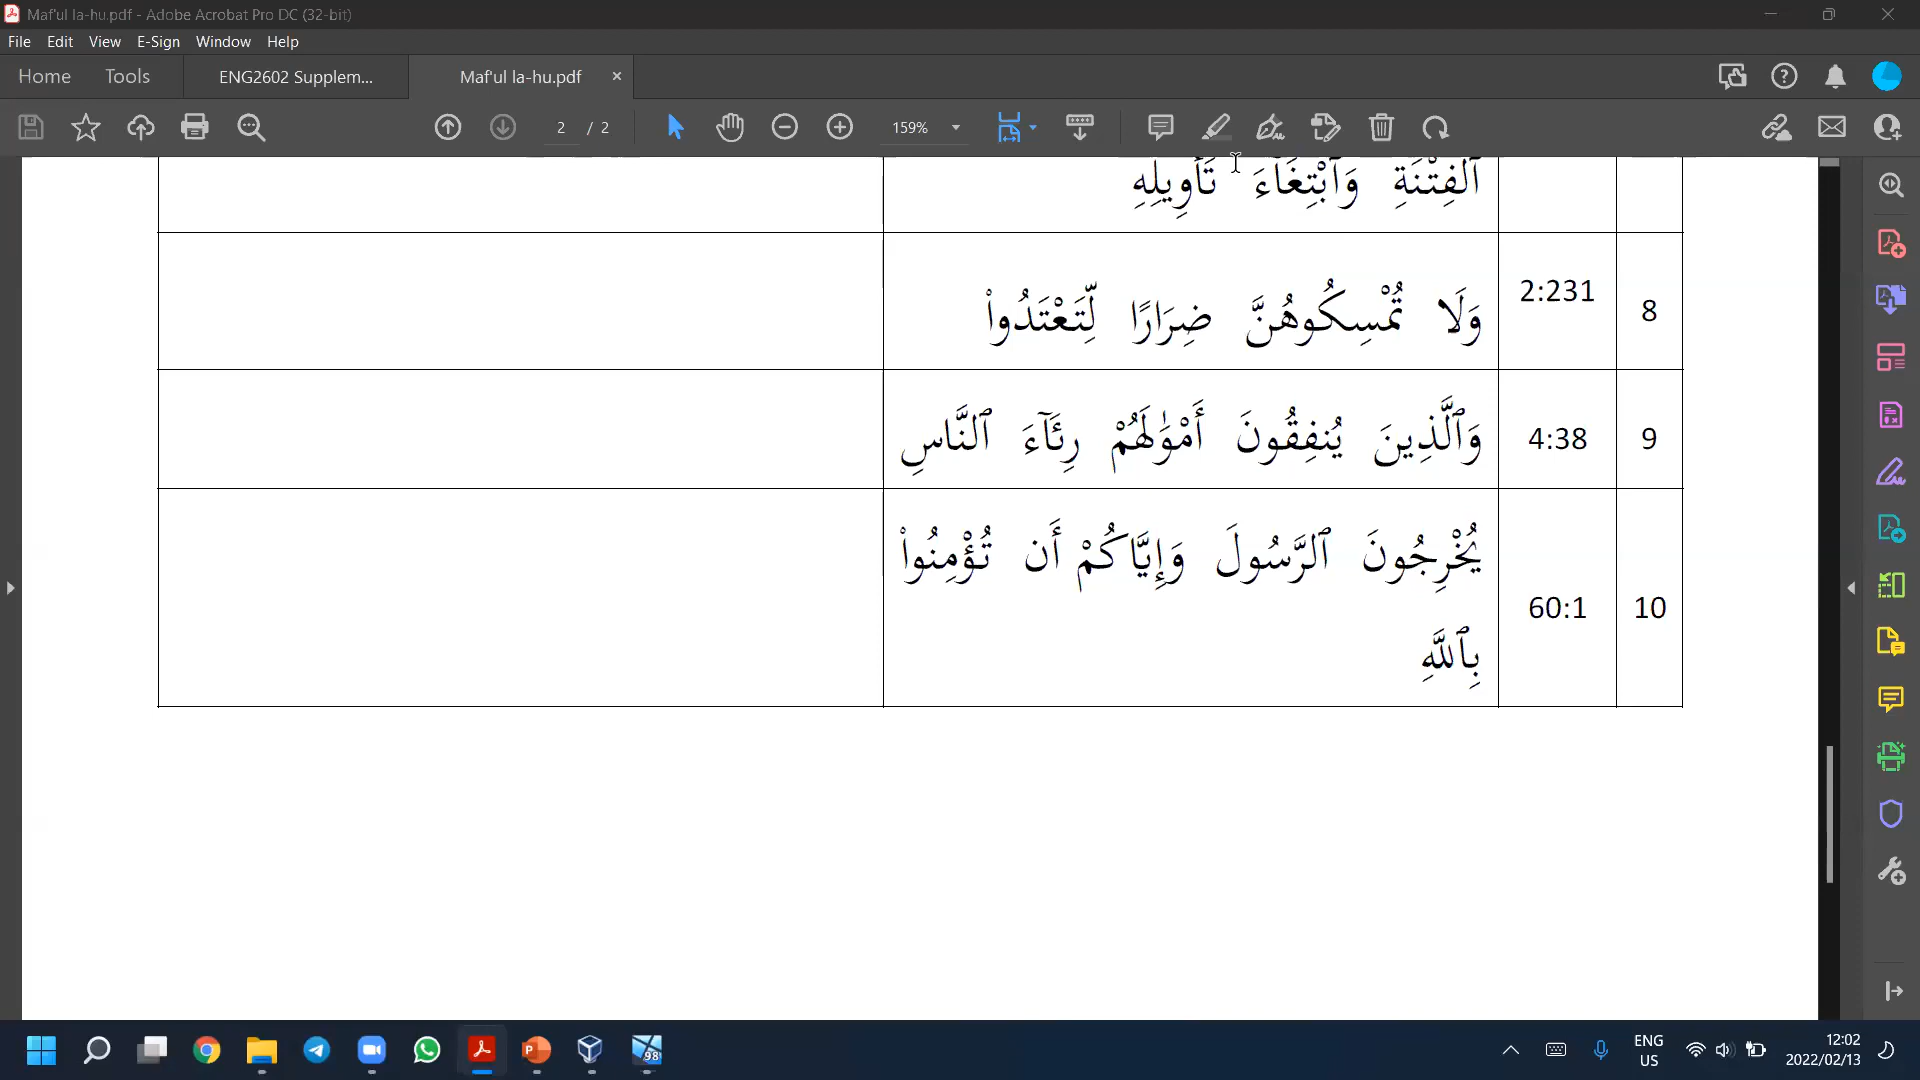 Maf'ul la-hu.pdf - Adobe Acrobat Pro DC (32-bit)
File Edit View E-Sign Window Help
Home Tools ENG2602 Supplem... Maf'ul la-hu.pdf ×
2 / 2 159%
ٱلْفِتْنَةِ وَٱبْتِغَآءَ تَأْوِيلِهِ
8 2:231 وَلَا تُمْسِكُوهُنَّ ضِرَارًا لِّتَعْتَدُوا۟
9 4:38 وَٱلَّذِينَ يُنفِقُونَ أَمْوَٰلَهُمْ رِئَآءَ ٱلنَّاسِ
10 60:1 يُخْرِجُونَ ٱلرَّسُولَ وَإِيَّاكُمْ أَن تُؤْمِنُوا۟
بِٱللَّهِ
98
ENG
US
12:02
2022/02/13